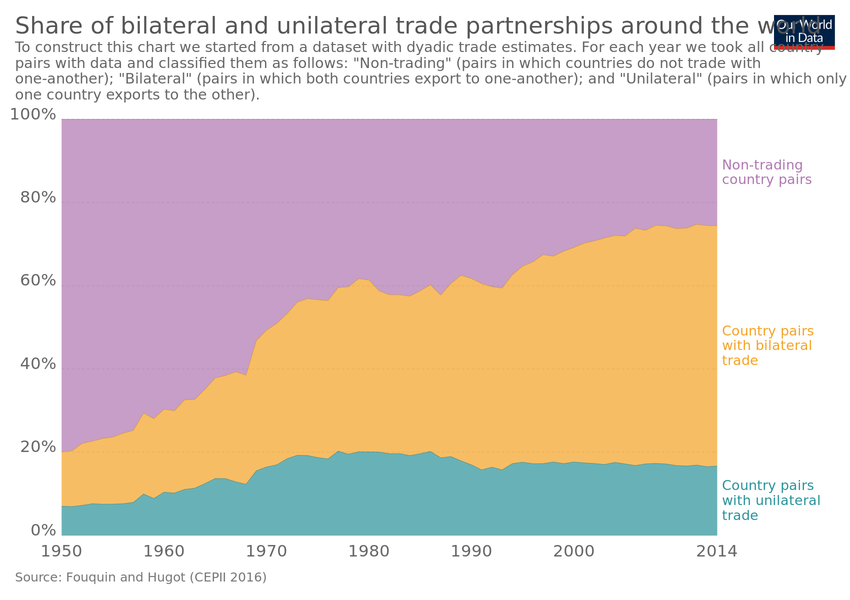 Share of bilateral and unilateral trade partnerships around the world
Our World
in Data
To construct this chart we started from a dataset with dyadic trade estimates. For each year we took all country
pairs with data and classified them as follows: "Non-trading" (pairs in which countries do not trade with
one-another); "Bilateral" (pairs in which both countries export to one-another); and "Unilateral" (pairs in which only
one country exports to the other).
100%
80%
60%
40%
20%
0%
Non-trading
country pairs
Country pairs
with bilateral
trade
Country pairs
with unilateral
trade
1950 1960 1970 1980 1990 2000 2014
Source: Fouquin and Hugot (CEPII 2016)